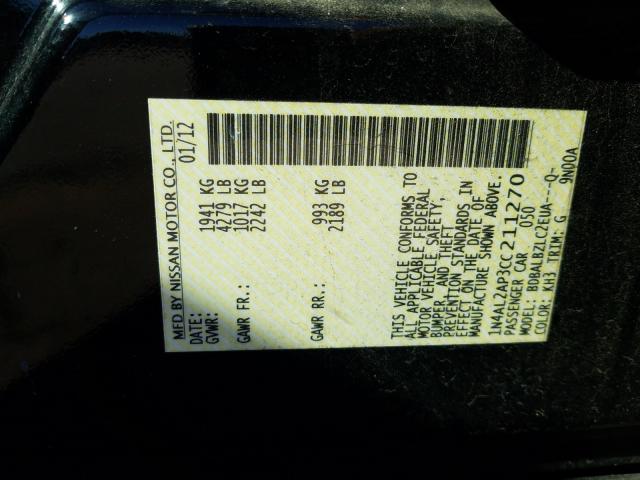 MFD BY NISSAN MOTOR CO., LTD.
DATE: 01/12
GVWR: 1941 KG
4279 LB
GAWR FR.: 1017 KG
2242 LB
GAWR RR.: 993 KG
2189 LB
THIS VEHICLE CONFORMS TO
ALL APPLICABLE FEDERAL
MOTOR VEHICLE SAFETY,
BUMPER, AND THEFT
PREVENTION STANDARDS IN
EFFECT ON THE DATE OF
MANUFACTURE SHOWN ABOVE.
1N4AL2AP3CC211270
PASSENGER CAR 050
MODEL: BDBALBZLC2EUA---Q-
COLOR: KH3 TRIM: G 9N00A